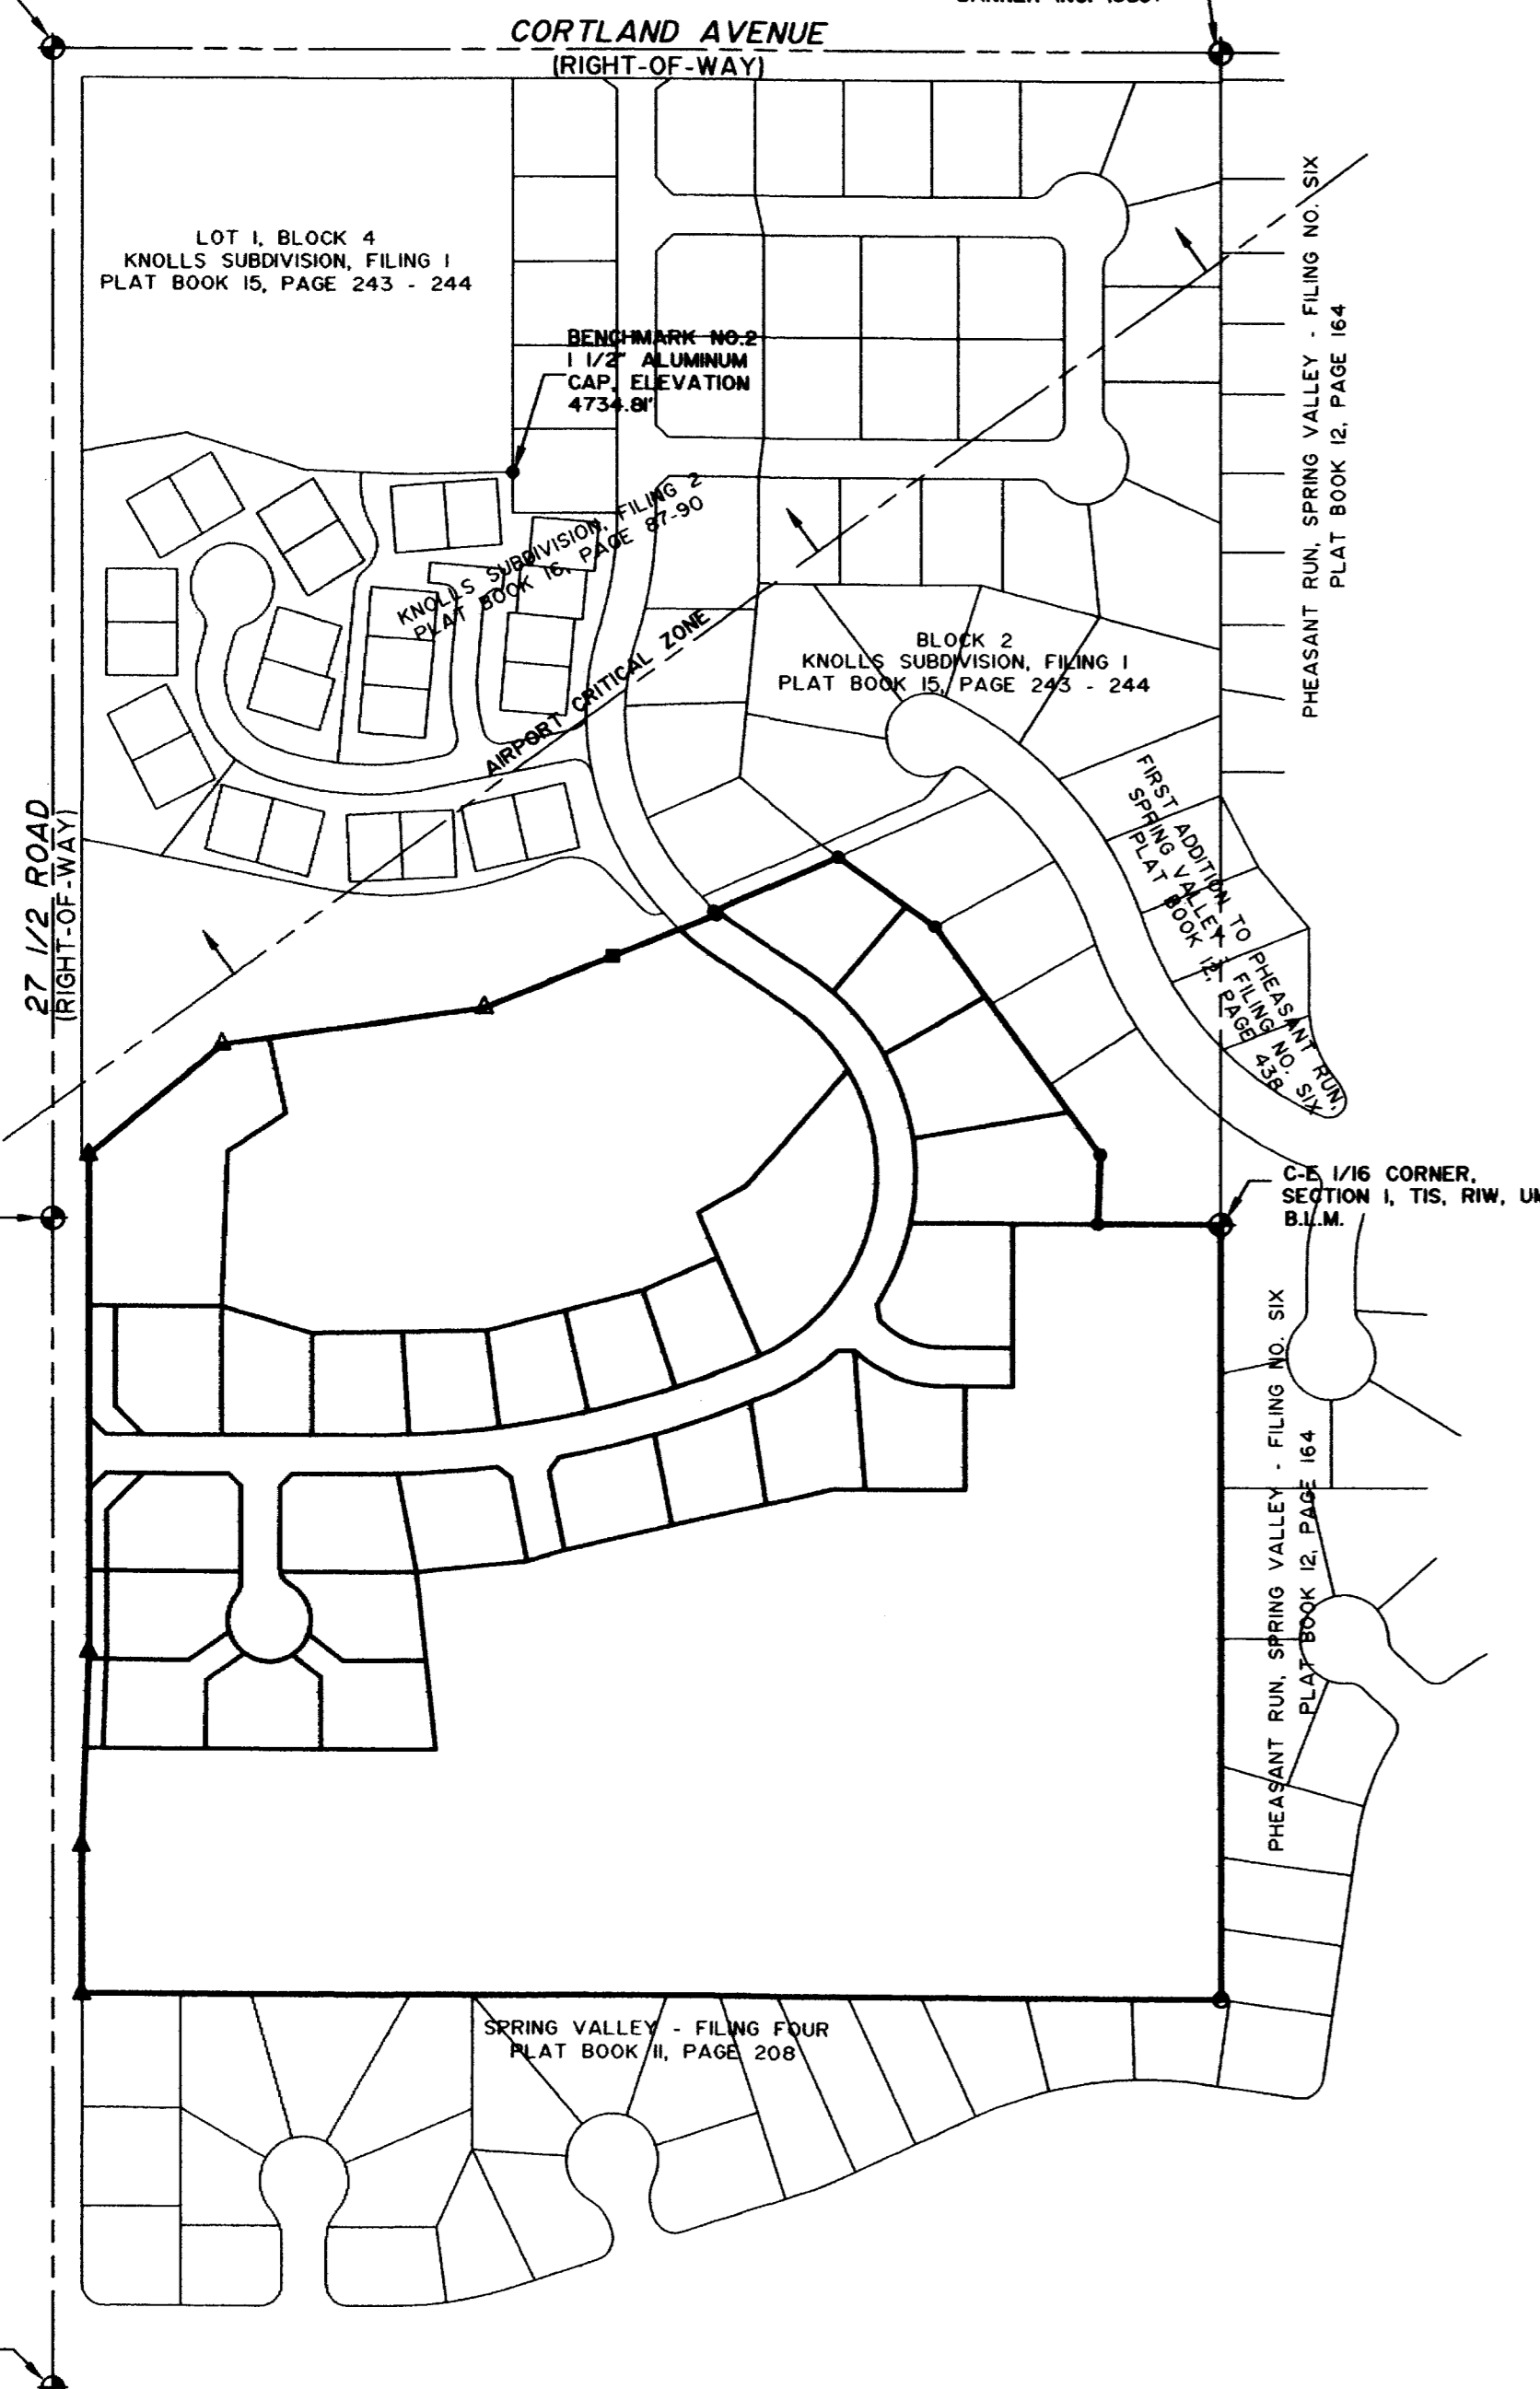 CORTLAND AVENUE
(RIGHT-OF-WAY)
LOT 1, BLOCK 4
KNOLLS SUBDIVISION, FILING 1
PLAT BOOK 15, PAGE 243 - 244
BENCHMARK NO.2
1 1/2" ALUMINUM
CAP, ELEVATION
4734.81'
KNOLLS SUBDIVISION, FILING 2
PLAT BOOK 16, PAGE 87-90
AIRPORT CRITICAL ZONE
BLOCK 2
KNOLLS SUBDIVISION, FILING 1
PLAT BOOK 15, PAGE 243 - 244
PHEASANT RUN, SPRING VALLEY - FILING NO. SIX
PLAT BOOK 12, PAGE 164
27 1/2 ROAD
(RIGHT-OF-WAY)
FIRST ADDITION TO PHEASANT RUN,
SPRING VALLEY - FILING NO. SIX
PLAT BOOK 12, PAGE 438
C-E 1/16 CORNER,
SECTION 1, T1S, R1W,
B.L.M.
PHEASANT RUN, SPRING VALLEY - FILING NO. SIX
PLAT BOOK 12, PAGE 164
SPRING VALLEY - FILING FOUR
PLAT BOOK 11, PAGE 208